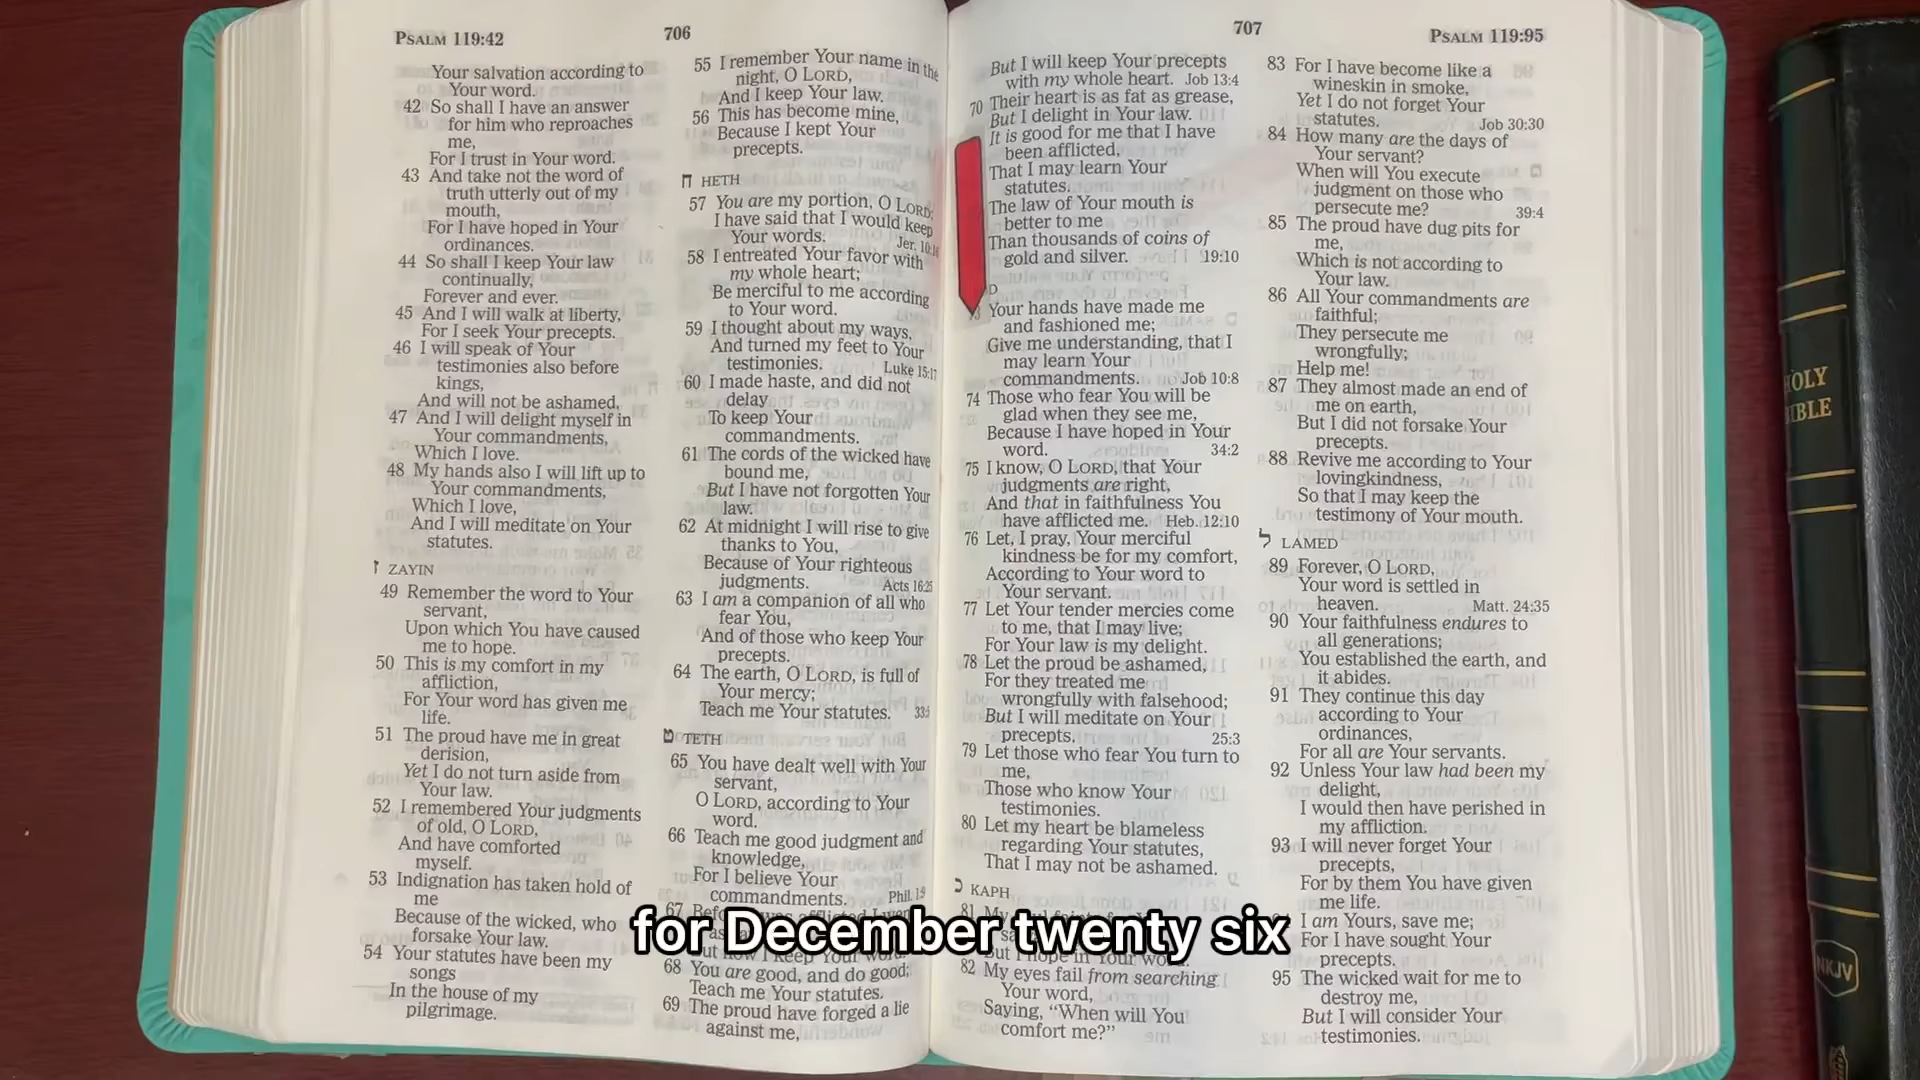 PSALM 119:42
706
Your salvation according to
Your word.
42 So shall I have an answer
for him who reproaches
me,
For I trust in Your word.
43 And take not the word of
truth utterly out of my
mouth,
For I have hoped in Your
ordinances.
44 So shall I keep Your law
continually,
Forever and ever.
45 And I will walk at liberty,
For I seek Your precepts.
46 I will speak of Your
testimonies also before
kings,
And will not be ashamed.
47 And I will delight myself in
Your commandments,
Which I love.
48 My hands also I will lift up to
Your commandments,
Which I love,
And I will meditate on Your
statutes.
ז ZAYIN
49 Remember the word to Your
servant,
Upon which You have caused
me to hope.
50 This is my comfort in my
affliction,
For Your word has given me
life.
51 The proud have me in great
derision,
Yet I do not turn aside from
Your law.
52 I remembered Your judgments
of old, O LORD,
And have comforted
myself.
53 Indignation has taken hold of
me
Because of the wicked, who
forsake Your law.
54 Your statutes have been my
songs
In the house of my
pilgrimage.
55 I remember Your name in the
night, O LORD,
And I keep Your law.
56 This has become mine,
Because I kept Your
precepts.
ח HETH
57 You are my portion, O LORD;
I have said that I would keep
Your words. Jer. 10:16
58 I entreated Your favor with
my whole heart;
Be merciful to me according
to Your word.
59 I thought about my ways,
And turned my feet to Your
testimonies. Luke 15:17
60 I made haste, and did not
delay
To keep Your
commandments.
61 The cords of the wicked have
bound me,
But I have not forgotten Your
law.
62 At midnight I will rise to give
thanks to You,
Because of Your righteous
judgments. Acts 16:25
63 I am a companion of all who
fear You,
And of those who keep Your
precepts.
64 The earth, O LORD, is full of
Your mercy;
Teach me Your statutes. 33:5
ט TETH
65 You have dealt well with Your
servant,
O LORD, according to Your
word.
66 Teach me good judgment and
knowledge,
For I believe Your
commandments. Phil. 1:9
67
68 You are good, and do good;
Teach me Your statutes.
69 The proud have forged a lie
against me,
707
PSALM 119:95
But I will keep Your precepts
with my whole heart. Job 13:4
70 Their heart is as fat as grease,
But I delight in Your law.
It is good for me that I have
been afflicted,
That I may learn Your
statutes.
The law of Your mouth is
better to me
Than thousands of coins of
gold and silver. 19:10
D
73 Your hands have made me
and fashioned me;
Give me understanding, that I
may learn Your
commandments. Job 10:8
74 Those who fear You will be
glad when they see me,
Because I have hoped in Your
word. 34:2
75 I know, O LORD, that Your
judgments are right,
And that in faithfulness You
have afflicted me. Heb. 12:10
76 Let, I pray, Your merciful
kindness be for my comfort,
According to Your word to
Your servant.
77 Let Your tender mercies come
to me, that I may live;
For Your law is my delight.
78 Let the proud be ashamed,
For they treated me
wrongfully with falsehood;
But I will meditate on Your
precepts. 25:3
79 Let those who fear You turn to
me,
Those who know Your
testimonies.
80 Let my heart be blameless
regarding Your statutes,
That I may not be ashamed.
כ KAPH
81 My
But I hope in Your word.
82 My eyes fail from searching
Your word,
Saying, “When will You
comfort me?”
83 For I have become like a
wineskin in smoke,
Yet I do not forget Your
statutes. Job 30:30
84 How many are the days of
Your servant?
When will You execute
judgment on those who
persecute me? 39:4
85 The proud have dug pits for
me,
Which is not according to
Your law.
86 All Your commandments are
faithful;
They persecute me
wrongfully;
Help me!
87 They almost made an end of
me on earth,
But I did not forsake Your
precepts.
88 Revive me according to Your
lovingkindness,
So that I may keep the
testimony of Your mouth.
ל LAMED
89 Forever, O LORD,
Your word is settled in
heaven. Matt. 24:35
90 Your faithfulness endures to
all generations;
You established the earth, and
it abides.
91 They continue this day
according to Your
ordinances,
For all are Your servants.
92 Unless Your law had been my
delight,
I would then have perished in
my affliction.
93 I will never forget Your
precepts,
For by them You have given
me life.
I am Yours, save me;
For I have sought Your
precepts.
95 The wicked wait for me to
destroy me,
But I will consider Your
testimonies.
for December twenty six
HOLY
BIBLE
NKJV